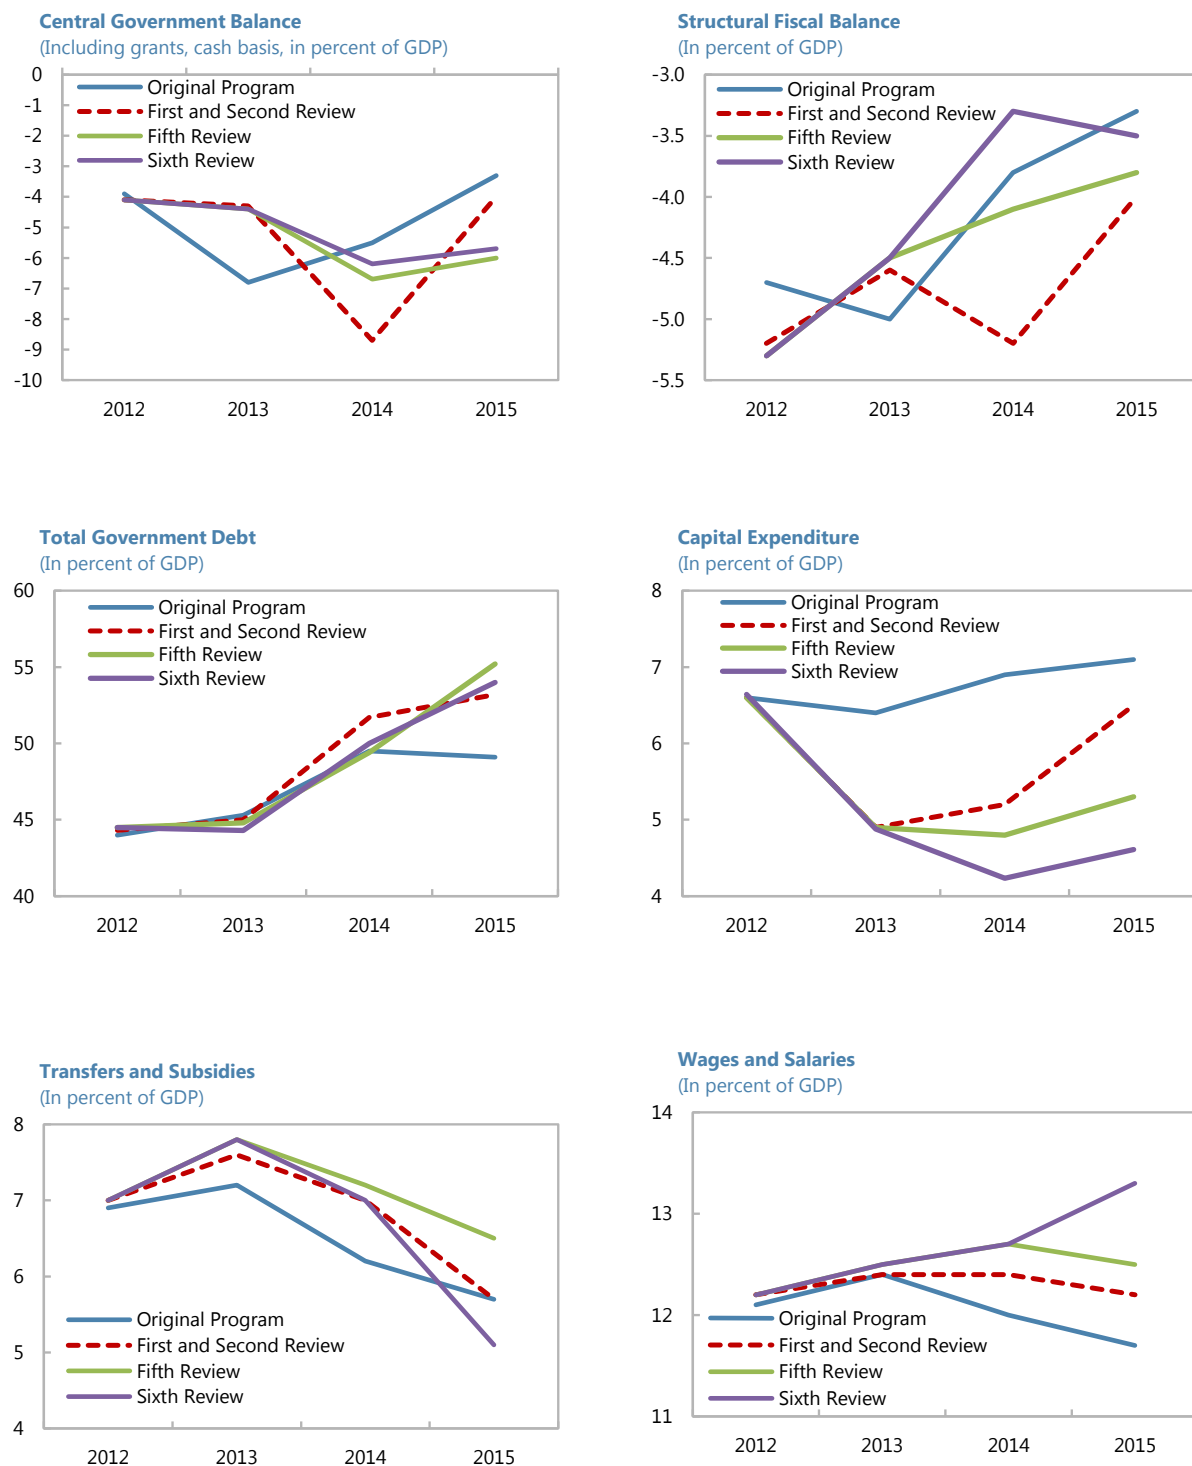 Central Government Balance
(Including grants, cash basis, in percent of GDP)
0
-1
-2
-3
-4
-5
-6
-7
-8
-9
-10
Original Program
First and Second Review
Fifth Review
Sixth Review
2012 2013 2014 2015
Structural Fiscal Balance
(In percent of GDP)
-3.0
-3.5
-4.0
-4.5
-5.0
-5.5
Original Program
First and Second Review
Fifth Review
Sixth Review
2012 2013 2014 2015
Total Government Debt
(In percent of GDP)
60
55
50
45
40
Original Program
First and Second Review
Fifth Review
Sixth Review
2012 2013 2014 2015
Capital Expenditure
(In percent of GDP)
8
7
6
5
4
Original Program
First and Second Review
Fifth Review
Sixth Review
2012 2013 2014 2015
Transfers and Subsidies
(In percent of GDP)
8
7
6
5
4
Original Program
First and Second Review
Fifth Review
Sixth Review
2012 2013 2014 2015
Wages and Salaries
(In percent of GDP)
14
13
12
11
Original Program
First and Second Review
Fifth Review
Sixth Review
2012 2013 2014 2015